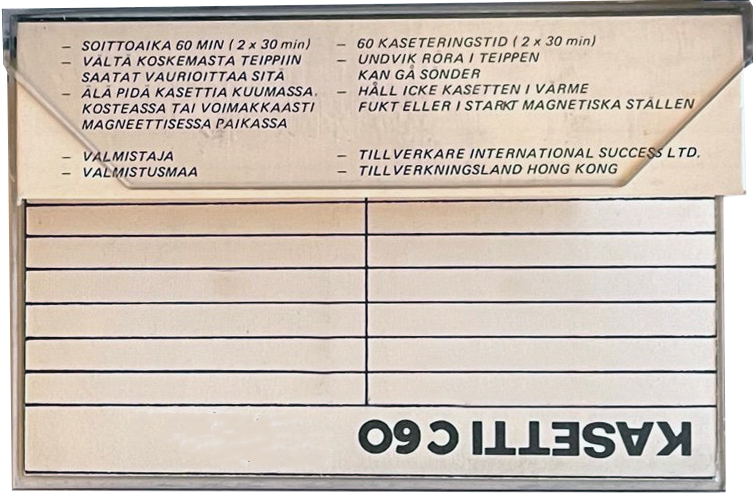 – SOITTOAIKA 60 MIN ( 2 x 30 min)
– VÄLTÄ KOSKEMASTA TEIPPIIN
SAATAT VAURIOITTAA SITÄ
– ÄLÄ PIDÄ KASETTIA KUUMASSA.
KOSTEASSA TAI VOIMAKKAASTI
MAGNEETTISESSA PAIKASSA
– VALMISTAJA
– VALMISTUSMAA
– 60 KASETERINGSTID ( 2 x 30 min)
– UNDVIK RÖRA I TEIPPEN
KAN GÅ SÖNDER
– HÅLL ICKE KASETTEN I VÄRME
FUKT ELLER I STARKT MAGNETISKA STÄLLEN
– TILLVERKARE INTERNATIONAL SUCCESS LTD.
– TILLVERKNINGSLAND HONG KONG
KASETTI C60